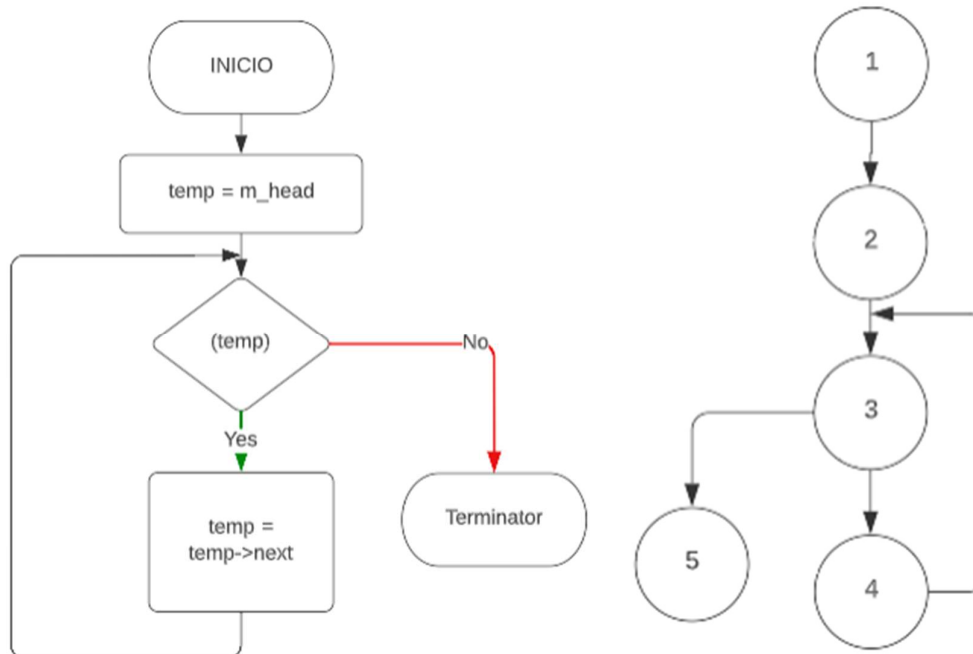 INICIO
temp = m_head
(temp)
No
Yes
temp =
temp->next
Terminator
1
2
3
5
4